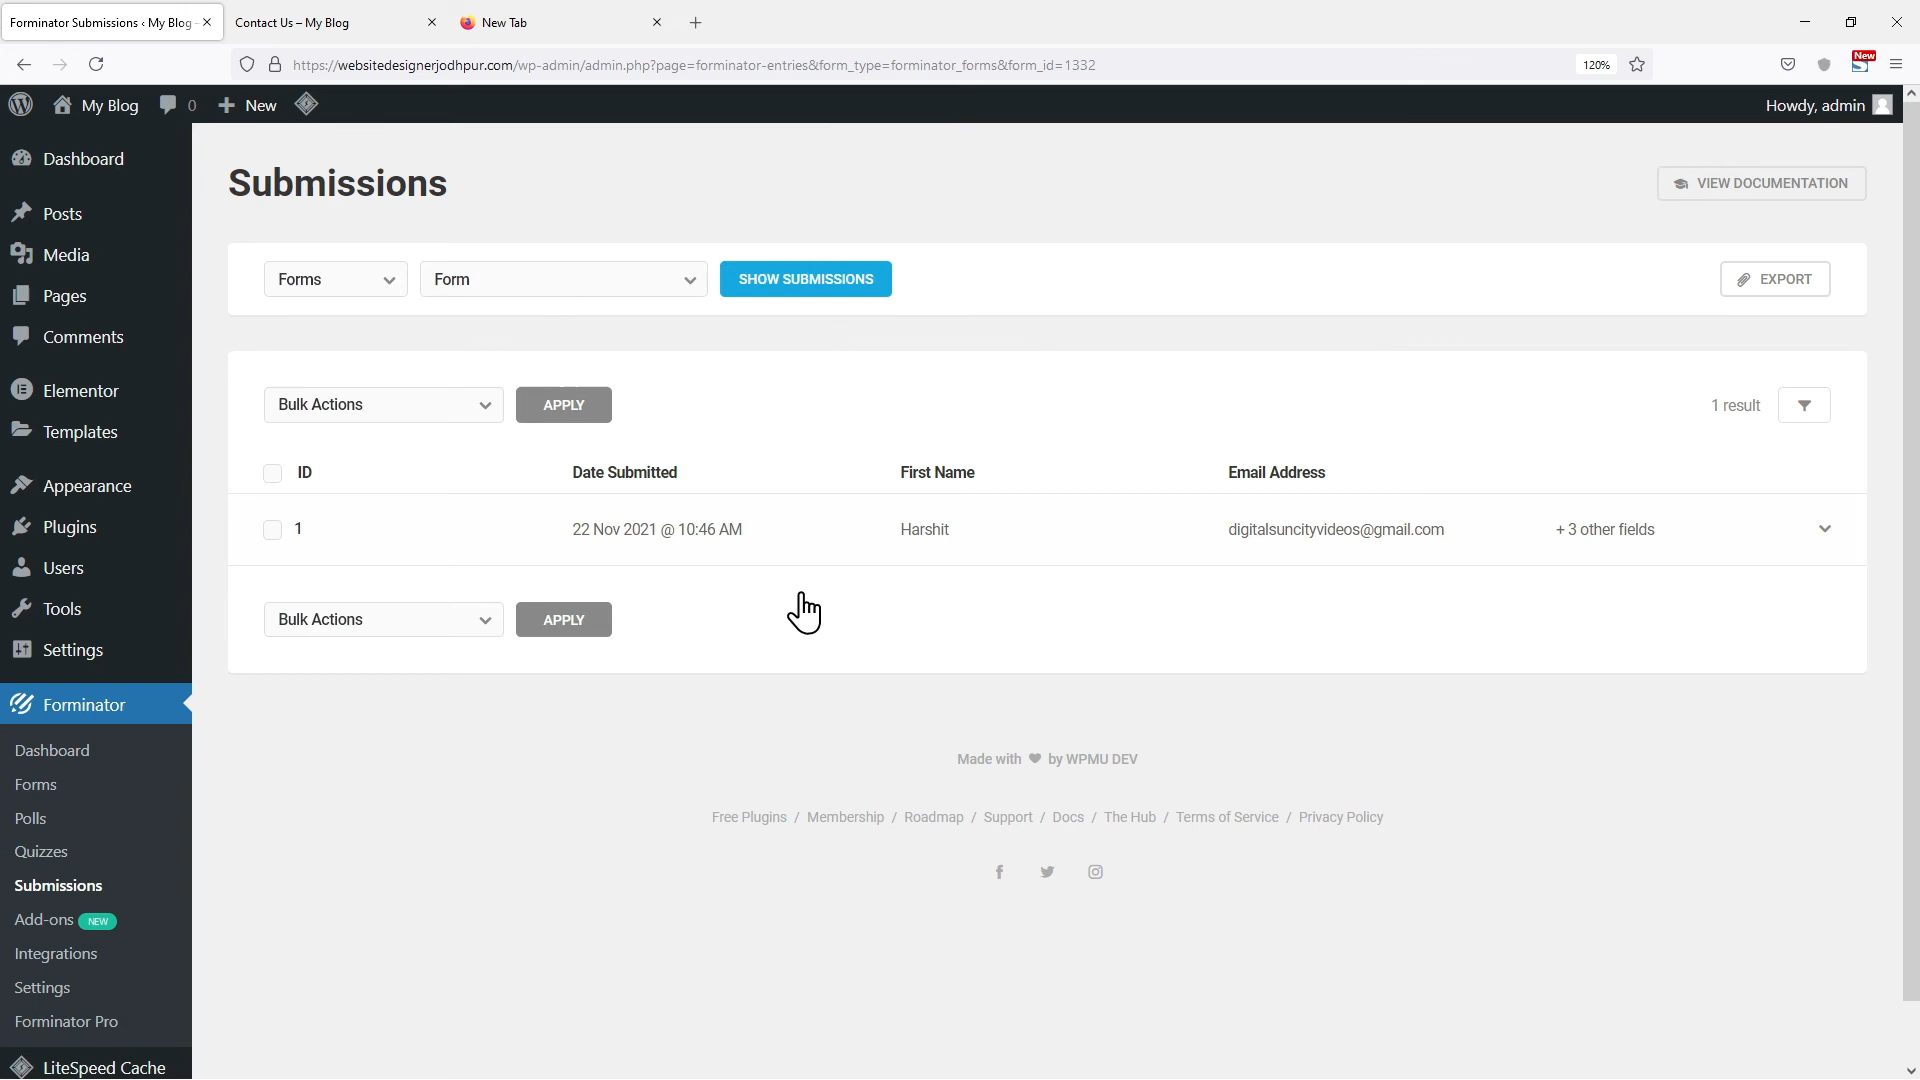 Forminator Submissions ‹ My Blog
Contact Us – My Blog
New Tab
https://websitedesignerjodhpur.com/wp-admin/admin.php?page=forminator-entries&form_type=forminator_forms&form_id=1332
120%
New
My Blog
0
New
Howdy, admin
Dashboard
Posts
Media
Pages
Comments
Elementor
Templates
Appearance
Plugins
Users
Tools
Settings
Forminator
Dashboard
Forms
Polls
Quizzes
Submissions
Add-ons NEW
Integrations
Settings
Forminator Pro
LiteSpeed Cache
Submissions
VIEW DOCUMENTATION
Forms
Form
SHOW SUBMISSIONS
EXPORT
Bulk Actions
APPLY
1 result
ID Date Submitted First Name Email Address
1 22 Nov 2021 @ 10:46 AM Harshit digitalsuncityvideos@gmail.com + 3 other fields
Bulk Actions
APPLY
Made with by WPMU DEV
Free Plugins / Membership / Roadmap / Support / Docs / The Hub / Terms of Service / Privacy Policy